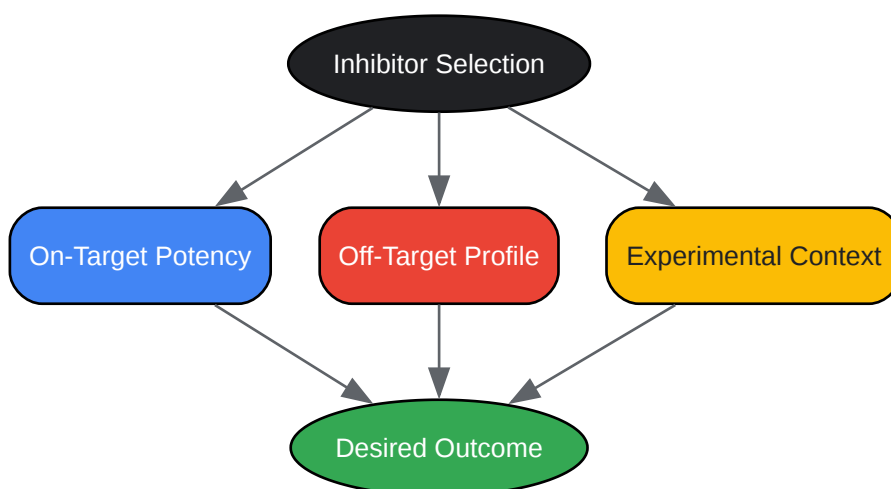 Inhibitor Selection
On-Target Potency
Off-Target Profile
Experimental Context
Desired Outcome